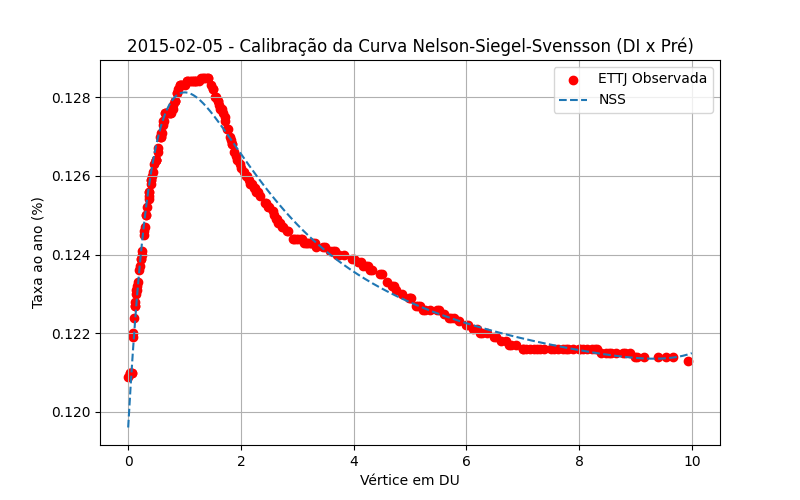 2015-02-05 - Calibração da Curva Nelson-Siegel-Svensson (DI x Pré)
ETTJ Observada
NSS
Taxa ao ano (%)
0.128
0.126
0.124
0.122
0.120
0
2
4
6
8
10
Vértice em DU